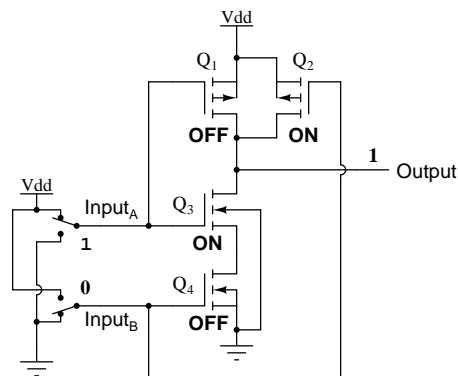 Vdd
Q1 Q2
OFF ON
1
Output
Vdd
InputA
Q3
1
ON
0
Q4
InputB
OFF